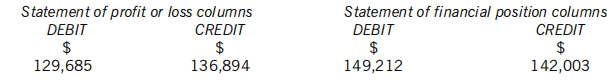 Statement of profit or loss columns Statement of financial position columns
DEBIT CREDIT DEBIT CREDIT
$ $ $ $
129,685 136,894 149,212 142,003